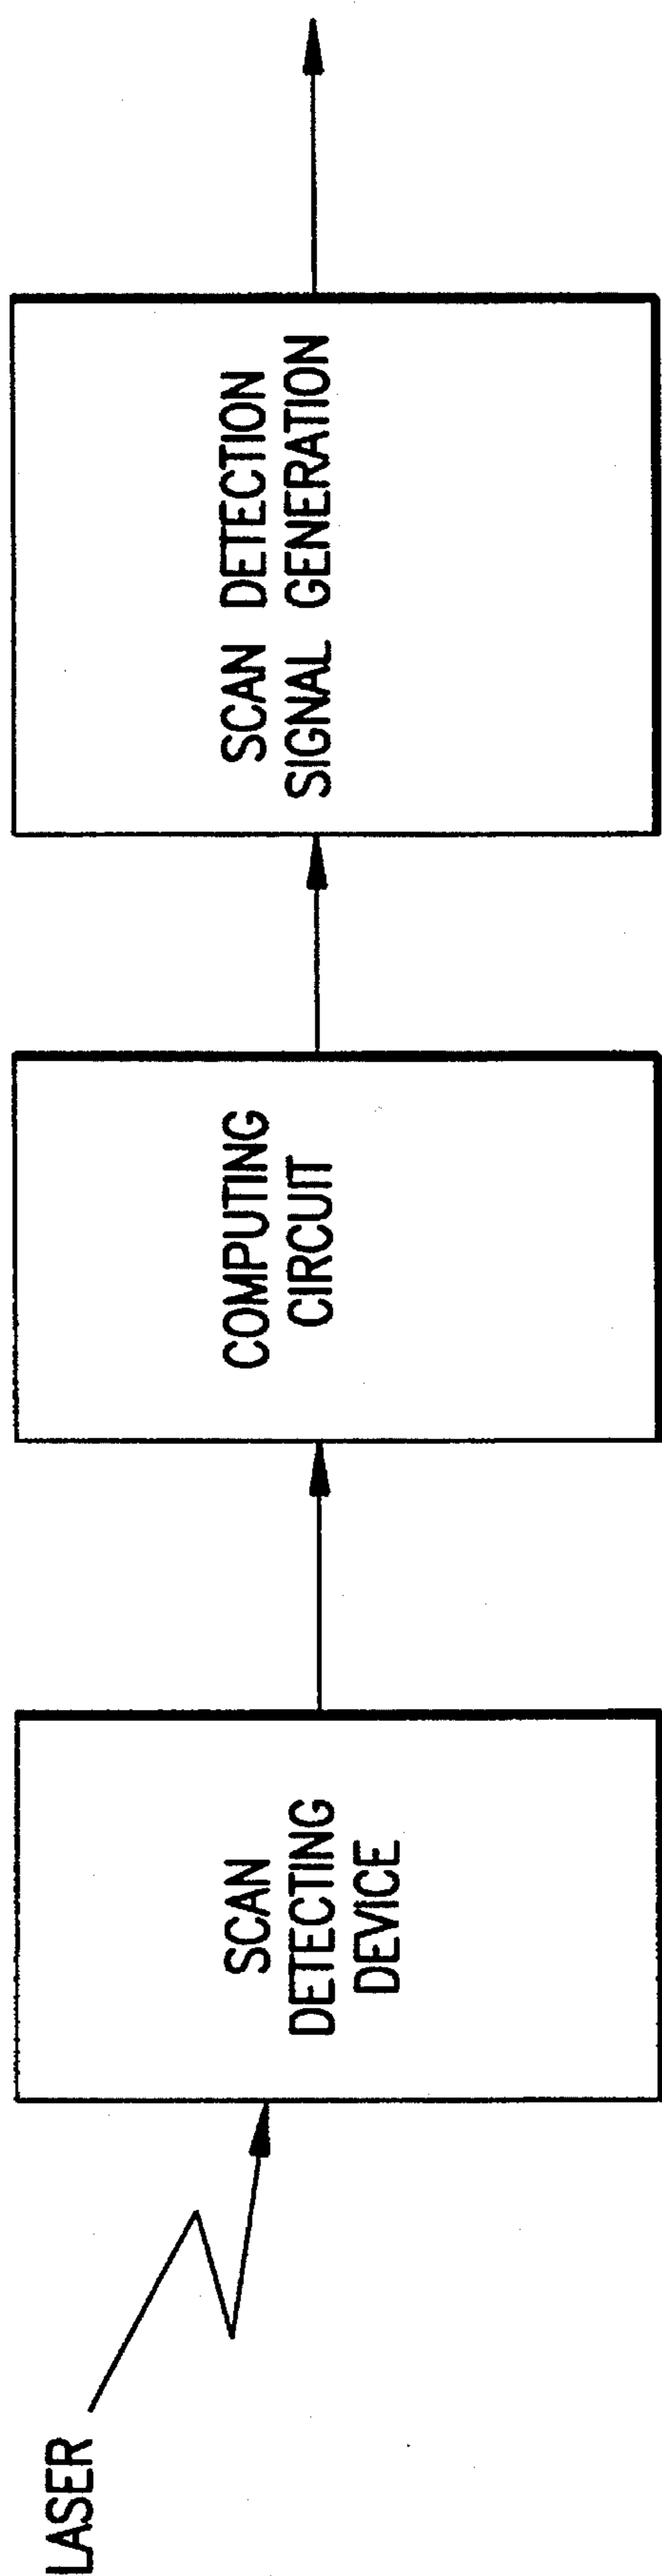 LASER
SCAN
DETECTING
DEVICE
COMPUTING
CIRCUIT
SCAN DETECTION
SIGNAL GENERATION